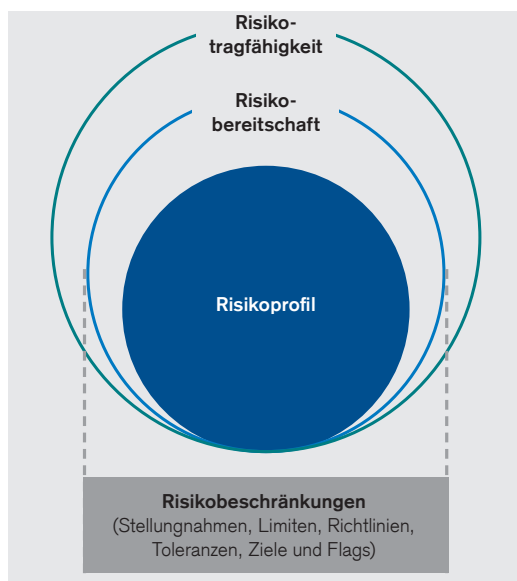 Risiko-
tragfähigkeit
Risiko-
bereitschaft
Risikoprofil
Risikobeschränkungen
(Stellungnahmen, Limiten, Richtlinien,
Toleranzen, Ziele und Flags)